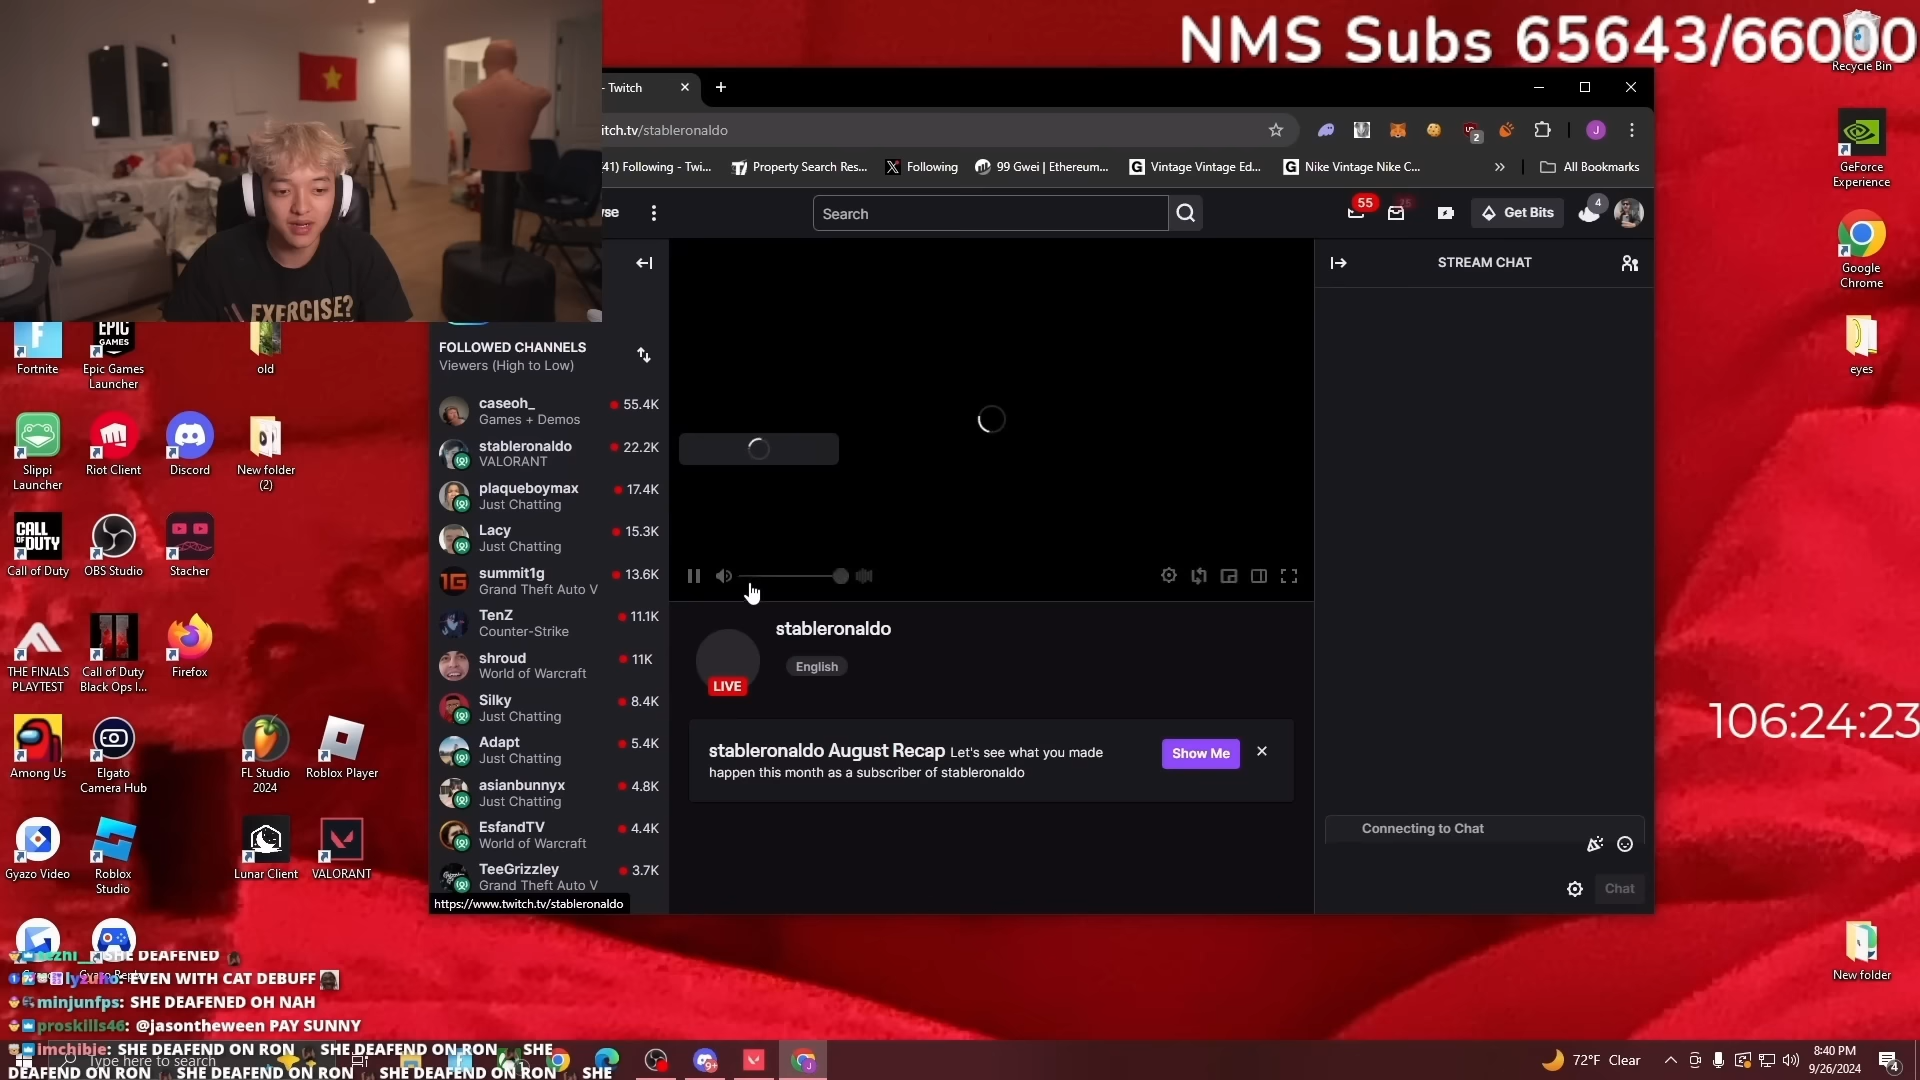 NMS Subs 65643/66000
- Twitch
itch.tv/stableronaldo
2
J
41) Following - Twi...
Property Search Res...
Following
99 Gwei | Ethereum...
Vintage Vintage Ed...
Nike Vintage Nike C...
All Bookmarks
Search
55
Get Bits
4
STREAM CHAT
EXERCISE?
FOLLOWED CHANNELS
Viewers (High to Low)
caseoh_
55.4K
Games + Demos
stableronaldo
22.2K
VALORANT
plaqueboymax
17.4K
Just Chatting
Lacy
15.3K
Just Chatting
summit1g
13.6K
Grand Theft Auto V
TenZ
11.1K
Counter-Strike
shroud
11K
World of Warcraft
Silky
8.4K
Just Chatting
Adapt
5.4K
Just Chatting
asianbunnyx
4.8K
Just Chatting
EsfandTV
4.4K
World of Warcraft
TeeGrizzley
3.7K
Grand Theft Auto V
https://www.twitch.tv/stableronaldo
stableronaldo
English
LIVE
stableronaldo August Recap Let's see what you made
happen this month as a subscriber of stableronaldo
Show Me
Connecting to Chat
Chat
Recycle Bin
GeForce
Experience
Google
Chrome
eyes
106:24:23
New folder
Fortnite
EPIC
GAMES
Epic Games
Launcher
old
Slippi
Launcher
Riot Client
Discord
New folder
(2)
CALL OF DUTY
Call of Duty
OBS Studio
Stacher
THE FINALS
PLAYTEST
Call of Duty
Black Ops I...
Firefox
Among Us
Elgato
Camera Hub
FL Studio
2024
Roblox Player
Gyazo Video
Roblox
Studio
Lunar Client
VALORANT
SHE DEAFENED
EVEN WITH CAT DEBUFF
minjunfps: SHE DEAFENED OH NAH
proskills46: @jasontheween PAY SUNNY
imchibie: SHE DEAFEND ON RON SHE DEAFEND ON RON SHE
DEAFEND ON RON SHE DEAFEND ON RON SHE DEAFEND ON RON SHE
Type here to search
72°F Clear
8:40 PM
9/26/2024
4